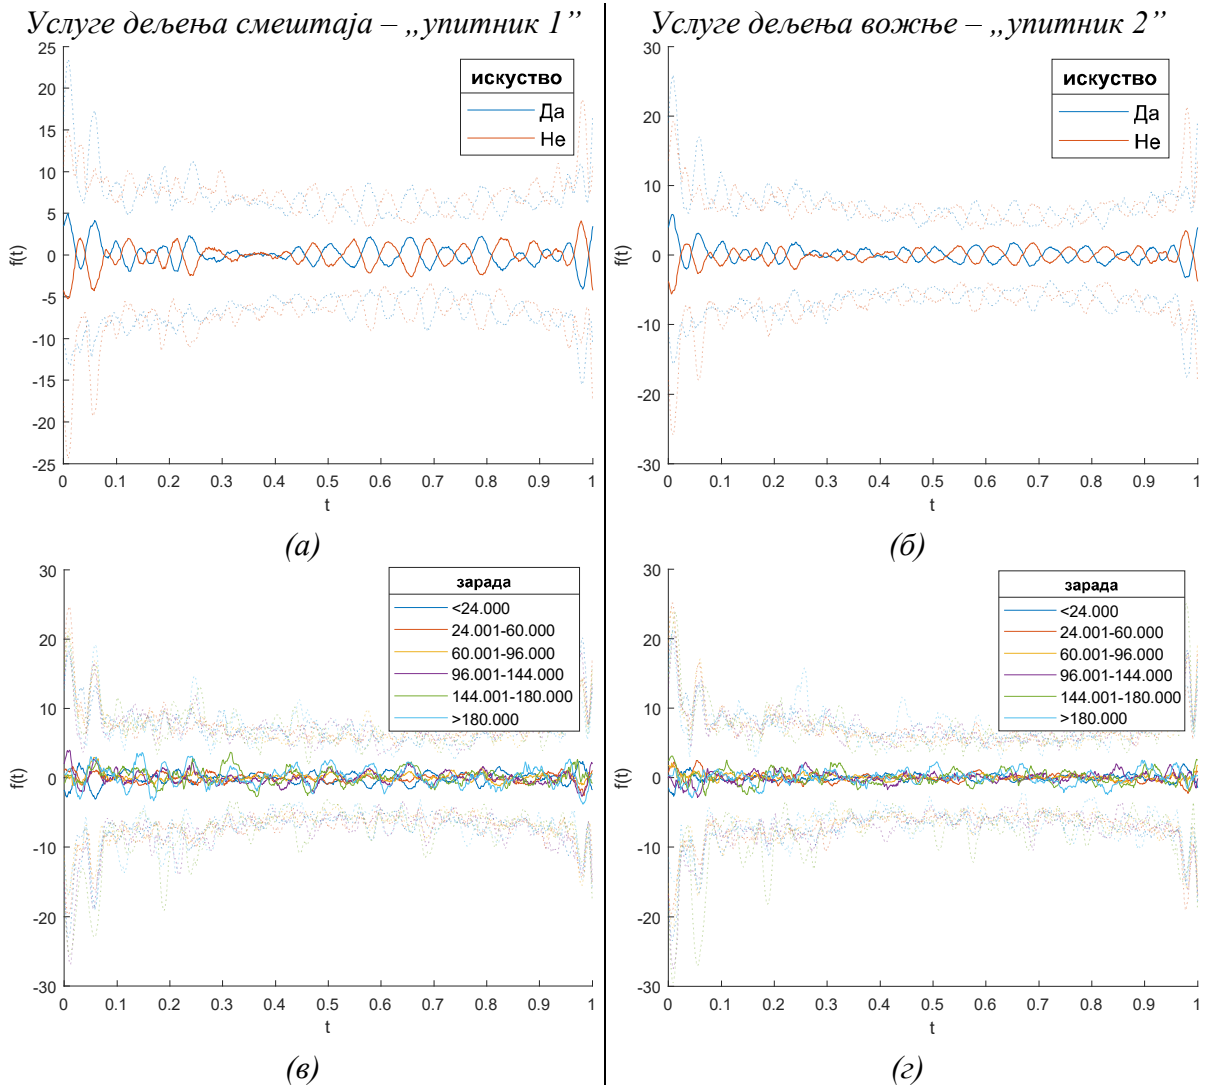 Услуге дељења смештаја – „упитник 1”
Услуге дељења вожње – „упитник 2”
25
20
15
10
5
0
-5
-10
-15
-20
-25
f(t)
искуство
Да
Не
0 0.1 0.2 0.3 0.4 0.5 0.6 0.7 0.8 0.9 1
t
(а)
30
20
10
0
-10
-20
-30
f(t)
искуство
Да
Не
0 0.1 0.2 0.3 0.4 0.5 0.6 0.7 0.8 0.9 1
t
(б)
30
20
10
0
-10
-20
-30
f(t)
зарада
<24.000
24.001-60.000
60.001-96.000
96.001-144.000
144.001-180.000
>180.000
0 0.1 0.2 0.3 0.4 0.5 0.6 0.7 0.8 0.9 1
t
(в)
30
20
10
0
-10
-20
-30
f(t)
зарада
<24.000
24.001-60.000
60.001-96.000
96.001-144.000
144.001-180.000
>180.000
0 0.1 0.2 0.3 0.4 0.5 0.6 0.7 0.8 0.9 1
t
(г)